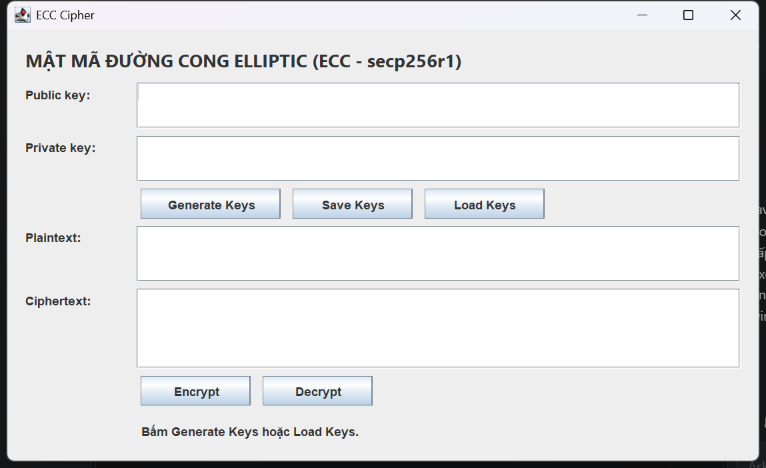 ECC Cipher
MẬT MÃ ĐƯỜNG CONG ELLIPTIC (ECC - secp256r1)
Public key:
Private key:
Generate Keys Save Keys Load Keys
Plaintext:
Ciphertext:
Encrypt Decrypt
Bấm Generate Keys hoặc Load Keys.